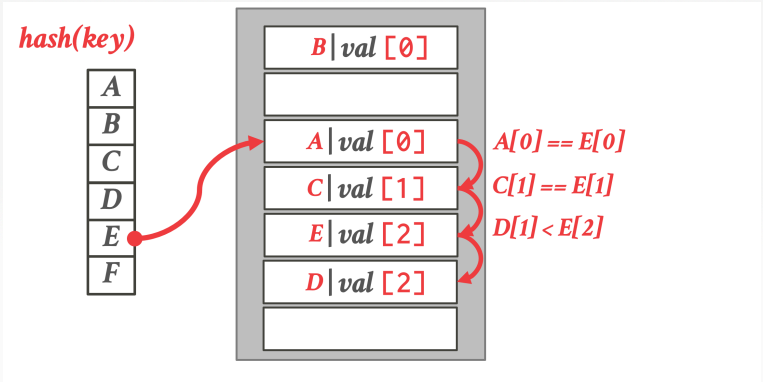 hash(key)
A
B
C
D
E
F
B|val [0]
A|val [0]
C|val [1]
E|val [2]
D|val [2]
A[0] == E[0]
C[1] == E[1]
D[1] < E[2]